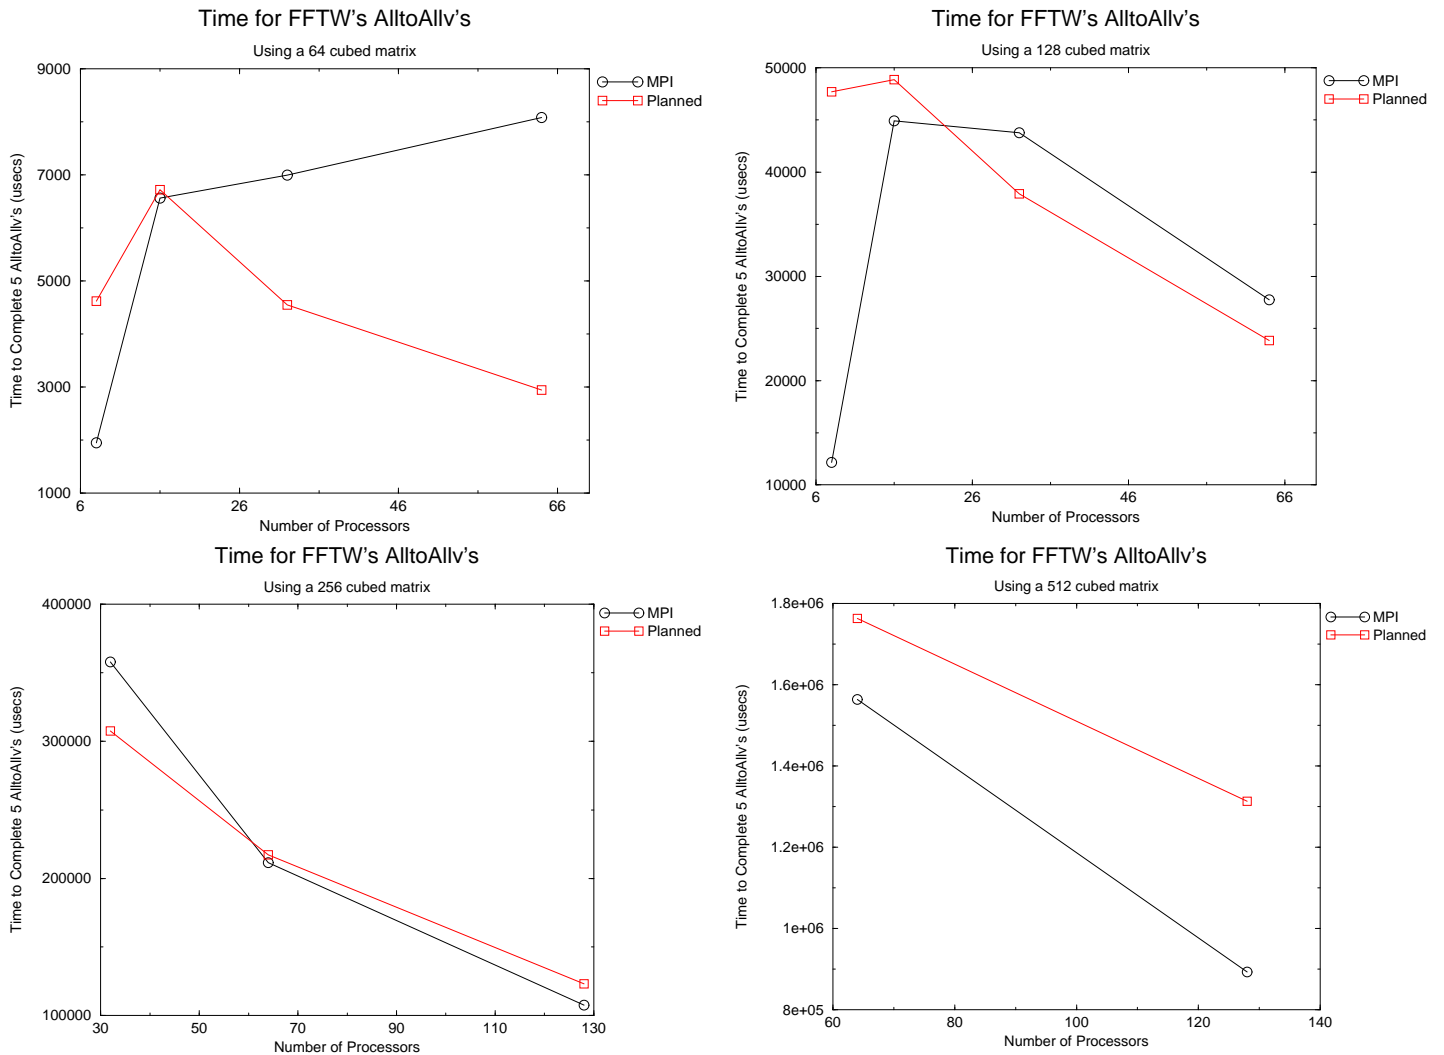 Time for FFTW's AlltoAllv's
Using a 64 cubed matrix
9000
7000
5000
3000
1000
6
26
46
66
Time to Complete 5 AlltoAllv's (usecs)
Number of Processors
MPI
Planned
Time for FFTW's AlltoAllv's
Using a 128 cubed matrix
50000
40000
30000
20000
10000
6
26
46
66
Time to Complete 5 AlltoAllv's (usecs)
Number of Processors
MPI
Planned
Time for FFTW's AlltoAllv's
Using a 256 cubed matrix
400000
300000
200000
100000
30
50
70
90
110
130
Time to Complete 5 AlltoAllv's (usecs)
Number of Processors
MPI
Planned
Time for FFTW's AlltoAllv's
Using a 512 cubed matrix
1.8e+06
1.6e+06
1.4e+06
1.2e+06
1e+06
8e+05
60
80
100
120
140
Time to Complete 5 AlltoAllv's (usecs)
Number of Processors
MPI
Planned